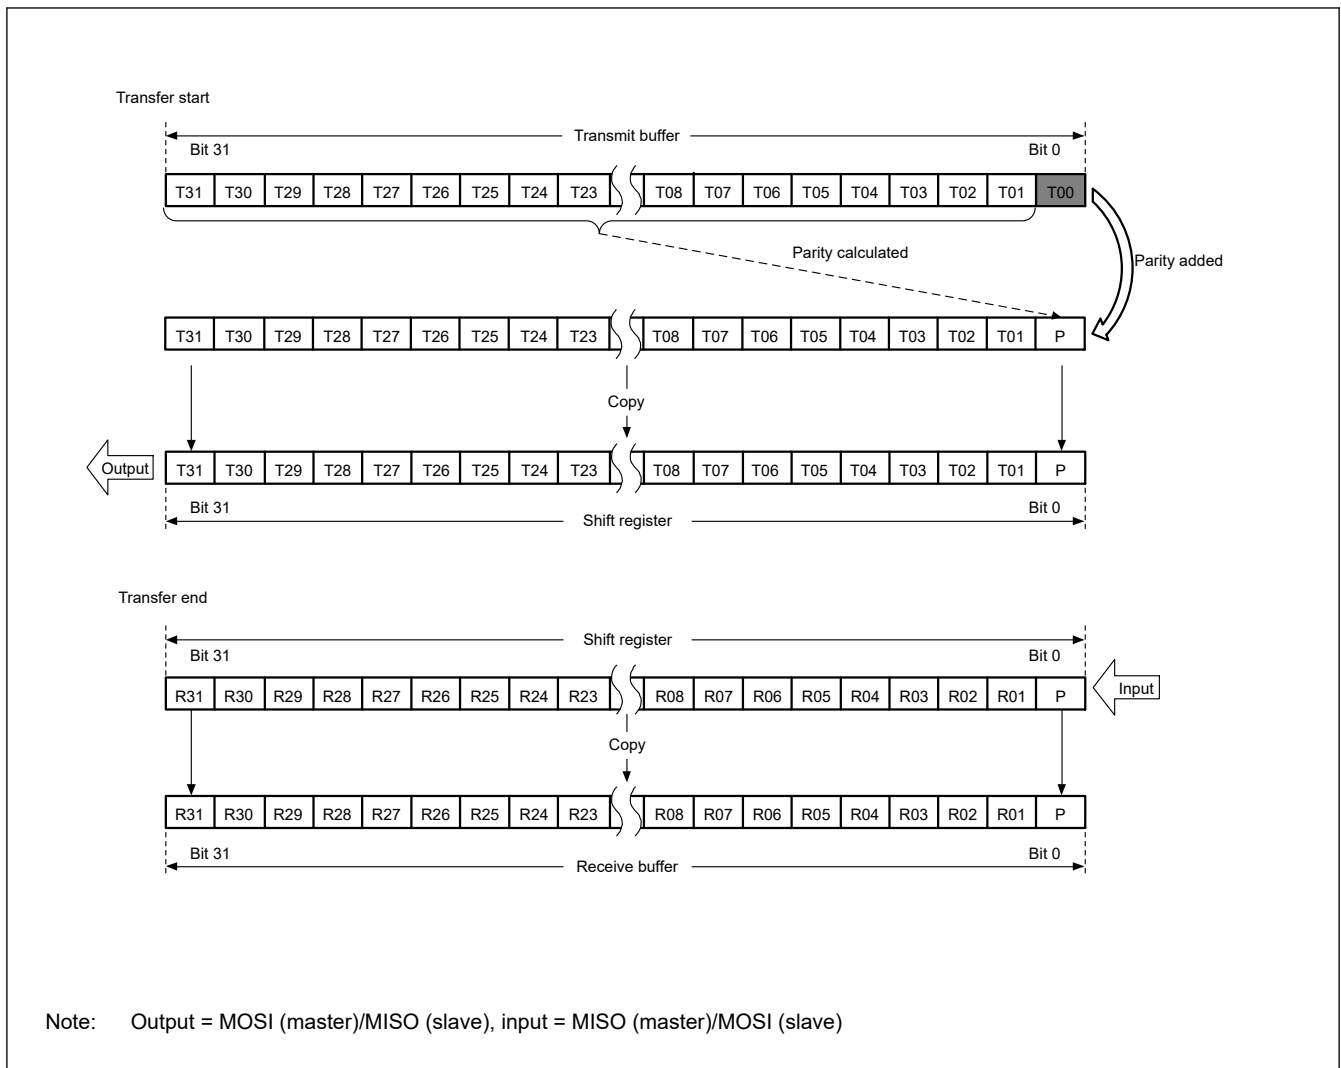 Transfer start
Transmit buffer
Bit 31 Bit 0
T31 T30 T29 T28 T27 T26 T25 T24 T23 T08 T07 T06 T05 T04 T03 T02 T01 T00
Parity calculated
Parity added
T31 T30 T29 T28 T27 T26 T25 T24 T23 T08 T07 T06 T05 T04 T03 T02 T01 P
Copy
Output T31 T30 T29 T28 T27 T26 T25 T24 T23 T08 T07 T06 T05 T04 T03 T02 T01 P
Bit 31 Bit 0
Shift register
Transfer end
Shift register
Bit 31 Bit 0
R31 R30 R29 R28 R27 R26 R25 R24 R23 R08 R07 R06 R05 R04 R03 R02 R01 P Input
Copy
R31 R30 R29 R28 R27 R26 R25 R24 R23 R08 R07 R06 R05 R04 R03 R02 R01 P
Bit 31 Bit 0
Receive buffer
Note: Output = MOSI (master)/MISO (slave), input = MISO (master)/MOSI (slave)